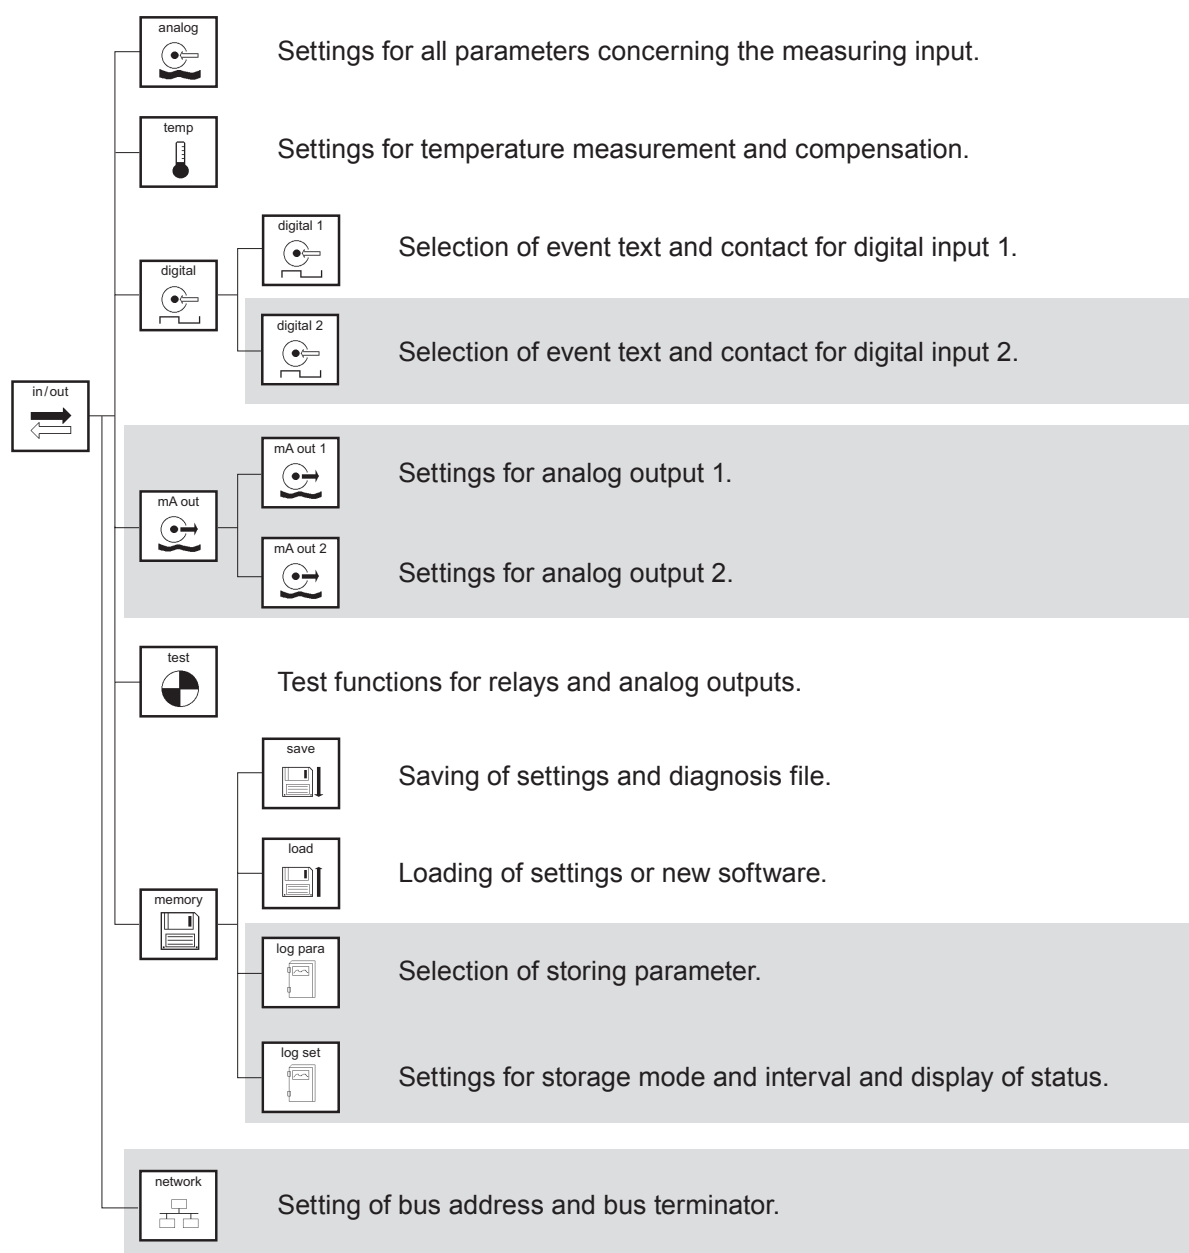 analog
Settings for all parameters concerning the measuring input.
temp
Settings for temperature measurement and compensation.
digital 1
Selection of event text and contact for digital input 1.
digital
digital 2
Selection of event text and contact for digital input 2.
in/out
mA out 1
Settings for analog output 1.
mA out
mA out 2
Settings for analog output 2.
test
Test functions for relays and analog outputs.
save
Saving of settings and diagnosis file.
load
Loading of settings or new software.
memory
log para
Selection of storing parameter.
log set
Settings for storage mode and interval and display of status.
network
Setting of bus address and bus terminator.